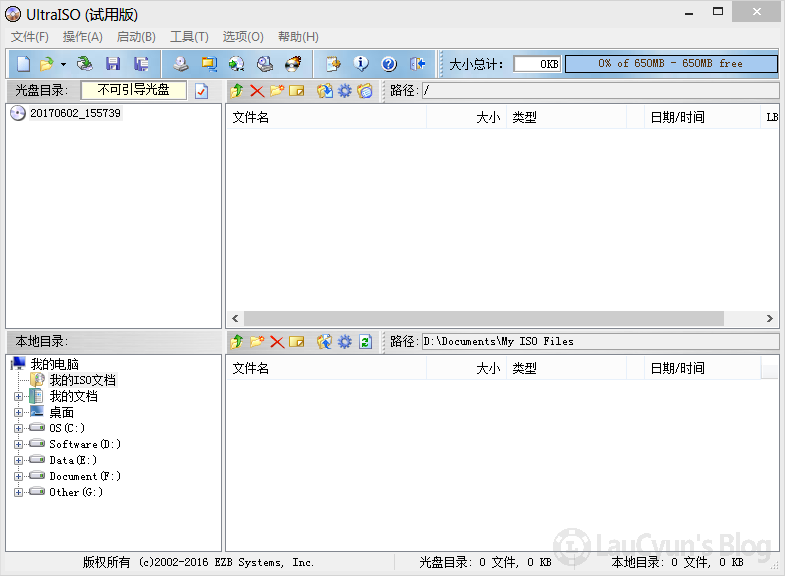 UltraISO (试用版)
文件(F) 操作(A) 启动(B) 工具(T) 选项(O) 帮助(H)
大小总计: 0KB 0% of 650MB - 650MB free
光盘目录: 不可引导光盘 路径: /
20170602_155739
文件名 大小 类型 日期/时间 LB
本地目录: 路径: D:\Documents\My ISO Files
我的电脑
我的ISO文档
我的文档
桌面
OS(C:)
Software(D:)
Data(E:)
Document(F:)
Other(G:)
文件名 大小 类型 日期/时间
LauCyun's Blog
版权所有 (c)2002-2016 EZB Systems, Inc. 光盘目录: 0 文件, 0 KB 本地目录: 0 文件, 0 KB